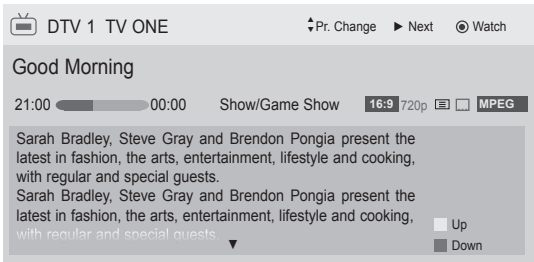 DTV 1 TV ONE
Pr. Change
Next
Watch
Good Morning
21:00
00:00
Show/Game Show
16:9
720p
MPEG
Sarah Bradley, Steve Gray and Brendon Pongia present the
latest in fashion, the arts, entertainment, lifestyle and cooking,
with regular and special guests.
Sarah Bradley, Steve Gray and Brendon Pongia present the
latest in fashion, the arts, entertainment, lifestyle and cooking,
with regular and special guests.
Up
Down